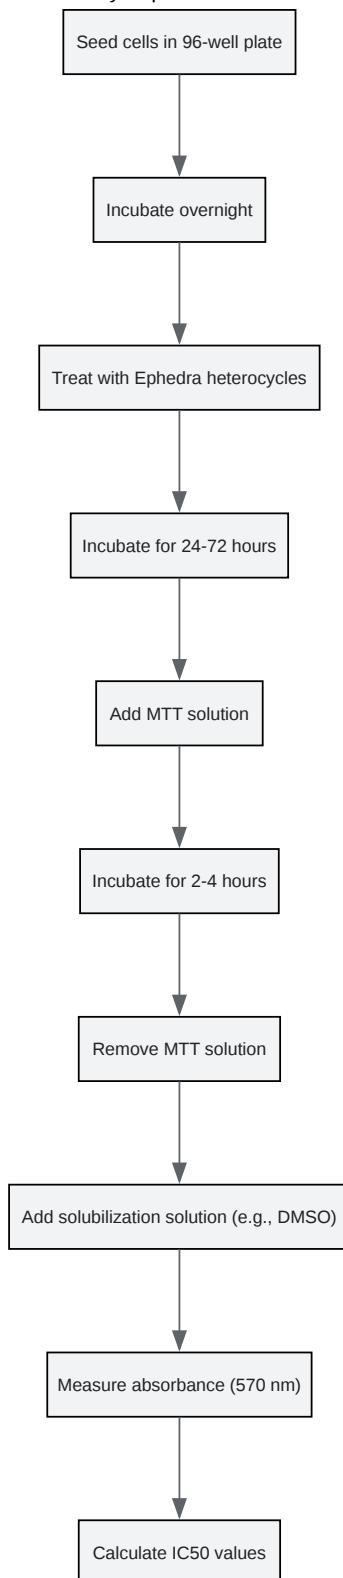 Seed cells in 96-well plate
Incubate overnight
Treat with Ephedra heterocycles
Incubate for 24-72 hours
Add MTT solution
Incubate for 2-4 hours
Remove MTT solution
Add solubilization solution (e.g., DMSO)
Measure absorbance (570 nm)
Calculate IC50 values